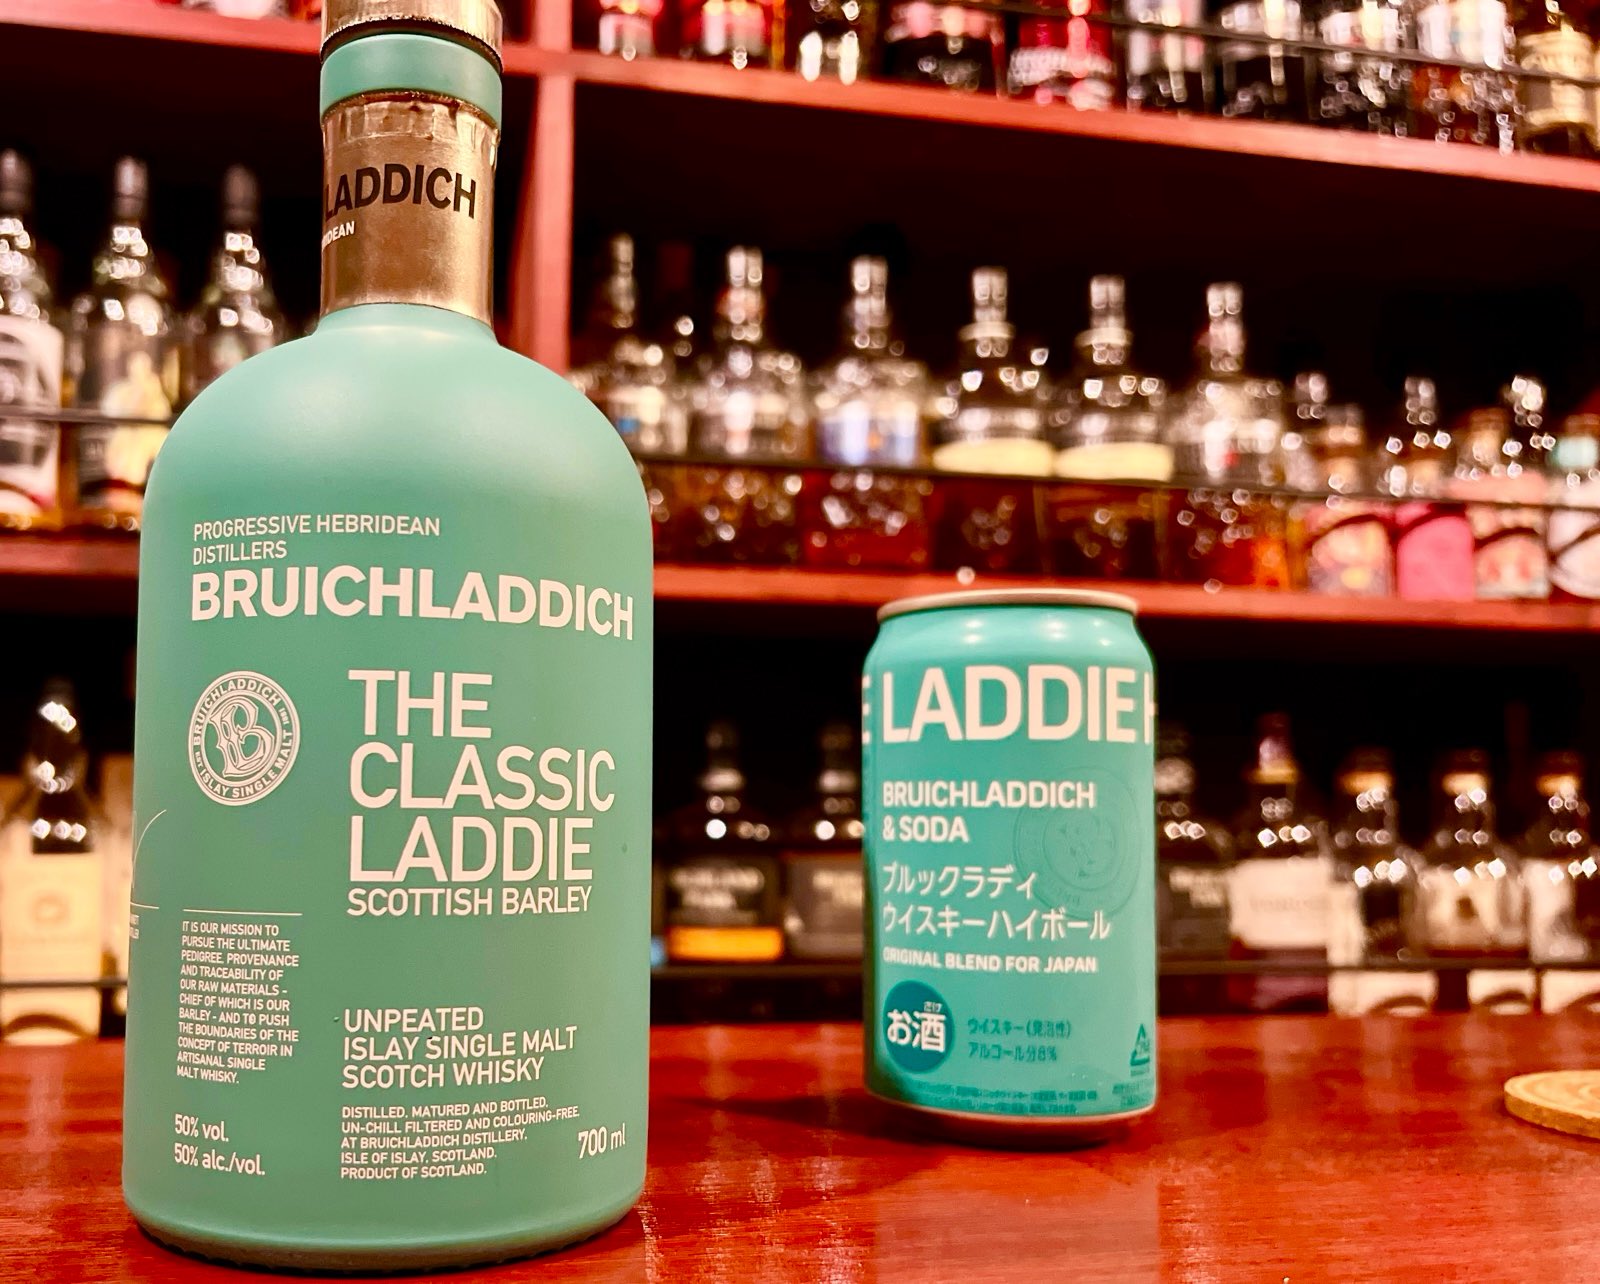 LADDICH
PROGRESSIVE HEBRIDEAN
DISTILLERS
BRUICHLADDICH
BRUICHLADDICH
ISLAY SINGLE MALT
B
THE
CLASSIC
LADDIE
SCOTTISH BARLEY
IT IS OUR MISSION TO
PURSUE THE ULTIMATE
PEDIGREE, PROVENANCE
AND TRACEABILITY OF
OUR RAW MATERIALS -
CHIEF OF WHICH IS OUR
BARLEY - AND TO PUSH
THE BOUNDARIES OF THE
CONCEPT OF TERROIR IN
ARTISANAL SINGLE
MALT WHISKY.
UNPEATED
ISLAY SINGLE MALT
SCOTCH WHISKY
DISTILLED, MATURED AND BOTTLED,
UN-CHILL FILTERED AND COLOURING-FREE,
AT BRUICHLADDICH DISTILLERY,
ISLE OF ISLAY, SCOTLAND.
PRODUCT OF SCOTLAND.
50% vol.
50% alc./vol.
700 ml
LADDIE
BRUICHLADDICH
& SODA
ブルックラディ
ウイスキーハイボール
ORIGINAL BLEND FOR JAPAN
さけ
お酒
ウイスキー(発泡性)
アルコール分8%